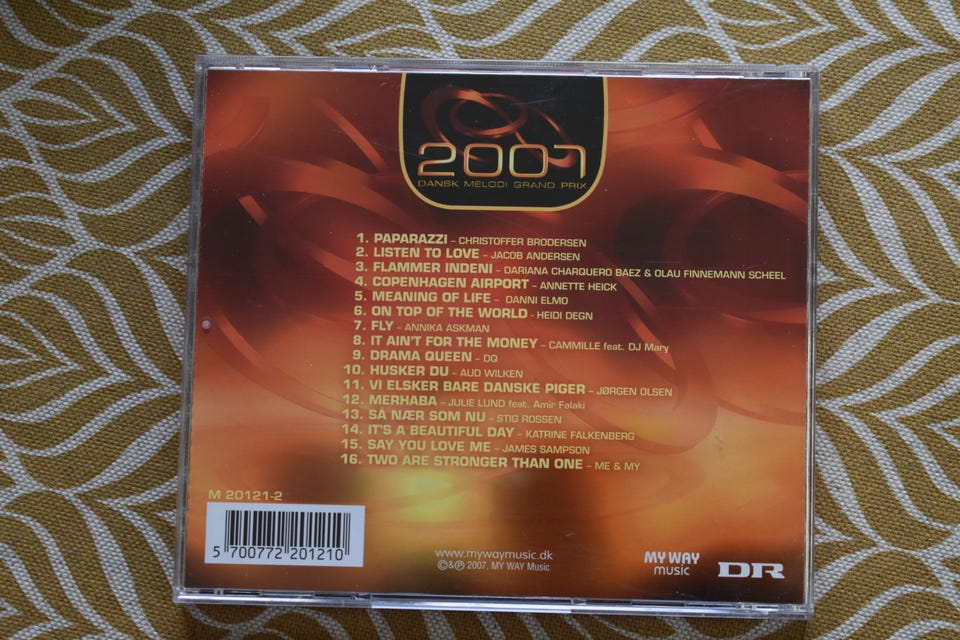 2007
DANSK MELODI GRAND PRIX
1. PAPARAZZI – CHRISTOFFER BRODERSEN
2. LISTEN TO LOVE – JACOB ANDERSEN
3. FLAMMER INDENI – DARIANA CHARQUERO BAEZ & OLAU FINNEMANN SCHEEL
4. COPENHAGEN AIRPORT – ANNETTE HEICK
5. MEANING OF LIFE – DANNI ELMO
6. ON TOP OF THE WORLD - HEIDI DEGN
7. FLY – ANNIKA ASKMAN
8. IT AIN'T FOR THE MONEY – CAMMILLE feat. DJ Mary
9. DRAMA QUEEN – DQ
10. HUSKER DU – AUD WILKEN
11. VI ELSKER BARE DANSKE PIGER – JØRGEN OLSEN
12. MERHABA – JULIE LUND feat. Amir Falaki
13. SÅ NÆR SOM NU – STIG ROSSEN
14. IT'S A BEAUTIFUL DAY – KATRINE FALKENBERG
15. SAY YOU LOVE ME – JAMES SAMPSON
16. TWO ARE STRONGER THAN ONE – ME & MY
M 20121-2
5 700772 201210
www.mywaymusic.dk
©&℗ 2007. MY WAY Music
MY WAY
music
DR